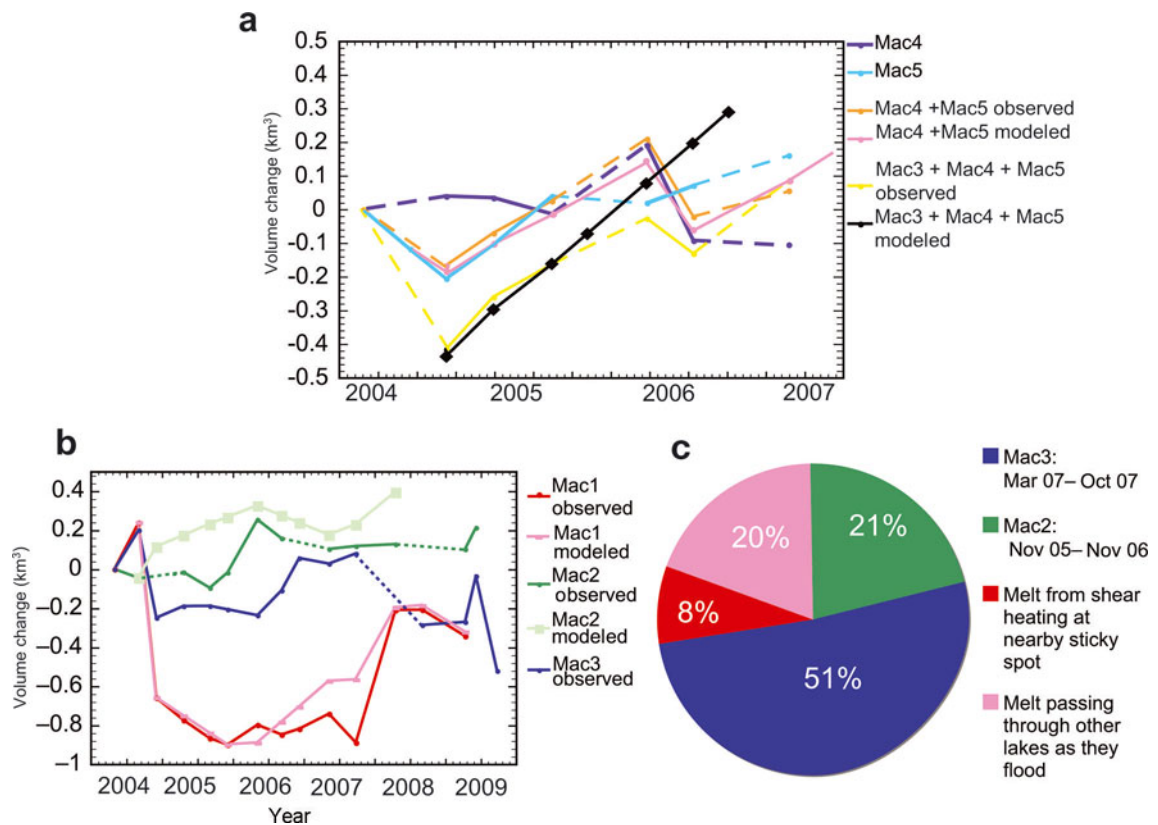 a
0.5
0.4
0.3
0.2
0.1
0
-0.1
-0.2
-0.3
-0.4
-0.5
Volume change (km³)
2004
2005
2006
2007
Mac4
Mac5
Mac4 +Mac5 observed
Mac4 +Mac5 modeled
Mac3 + Mac4 + Mac5
observed
Mac3 + Mac4 + Mac5
modeled
b
0.4
0.2
0
–0.2
–0.4
–0.6
–0.8
–1
Volume change (km³)
2004
2005
2006
2007
2008
2009
Year
Mac1
observed
Mac1
modeled
Mac2
observed
Mac2
modeled
Mac3
observed
c
20%
21%
8%
51%
Mac3:
Mar 07– Oct 07
Mac2:
Nov 05– Nov 06
Melt from shear
heating at
nearby sticky
spot
Melt passing
through other
lakes as they
flood